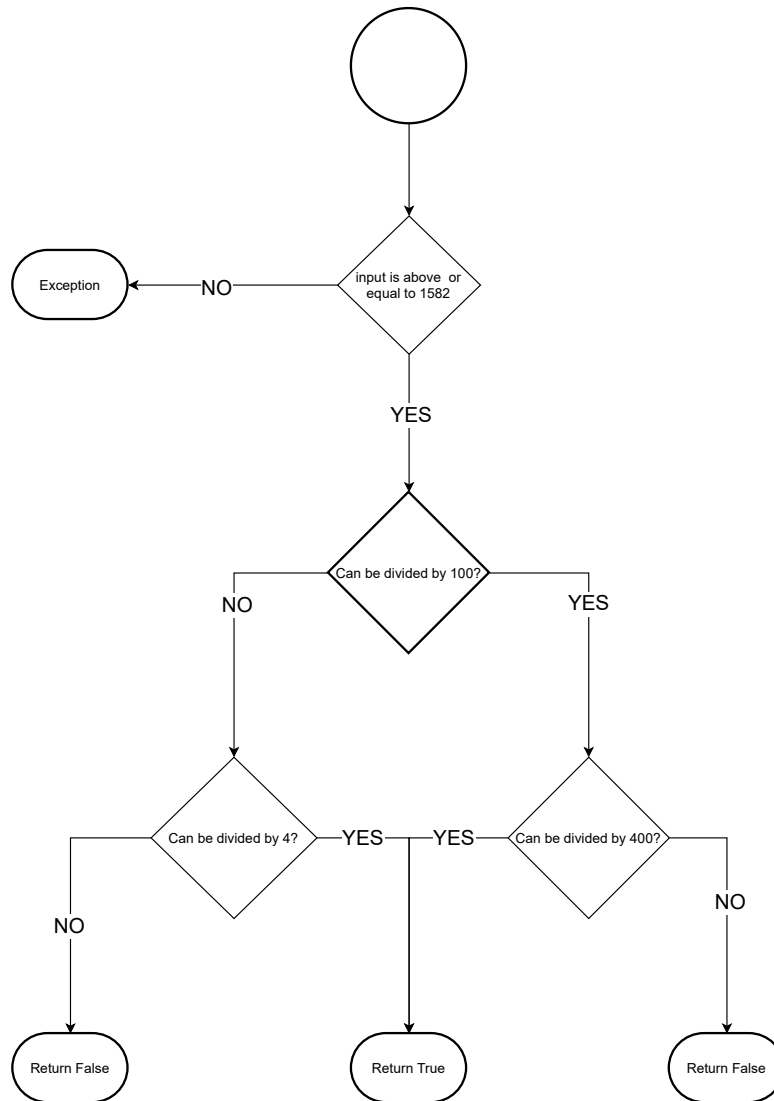 input is above or
equal to 1582
Exception
NO
YES
Can be divided by 100?
NO
YES
Can be divided by 4?
YES
YES
Can be divided by 400?
NO
NO
Return False
Return True
Return False